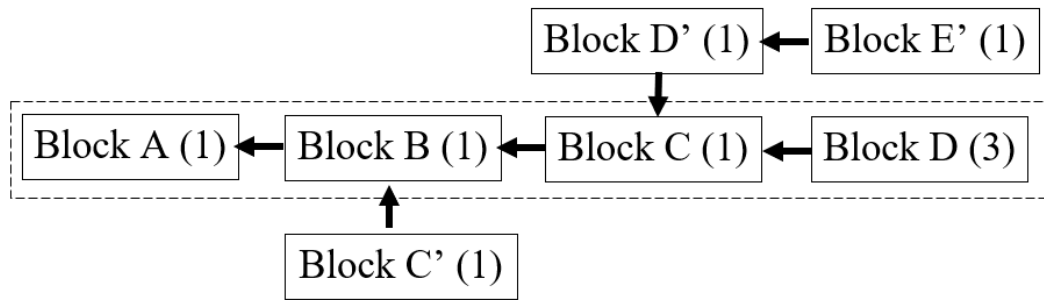 Block D’ (1)
Block E’ (1)
Block A (1)
Block B (1)
Block C (1)
Block D (3)
Block C’ (1)